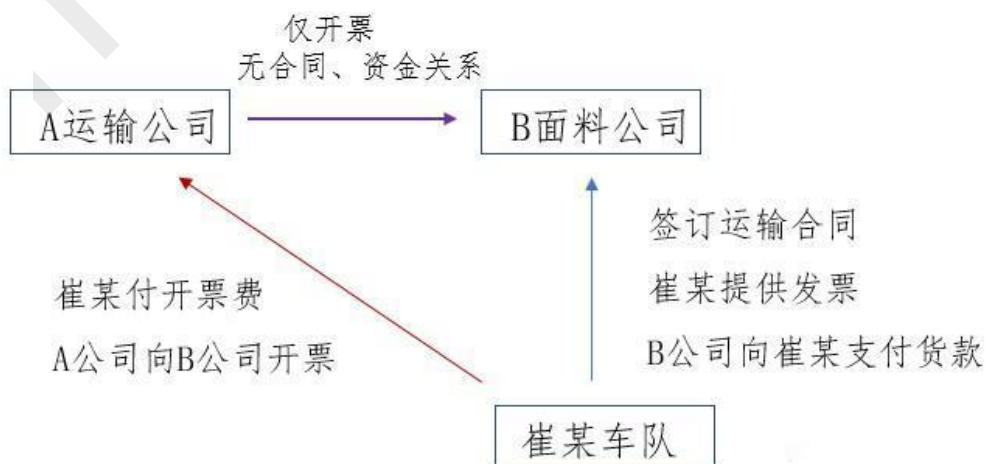 仅开票
无合同、资金关系
A运输公司
B面料公司
签订运输合同
崔某提供发票
B公司向崔某支付货款
崔某付开票费
A公司向B公司开票
崔某车队